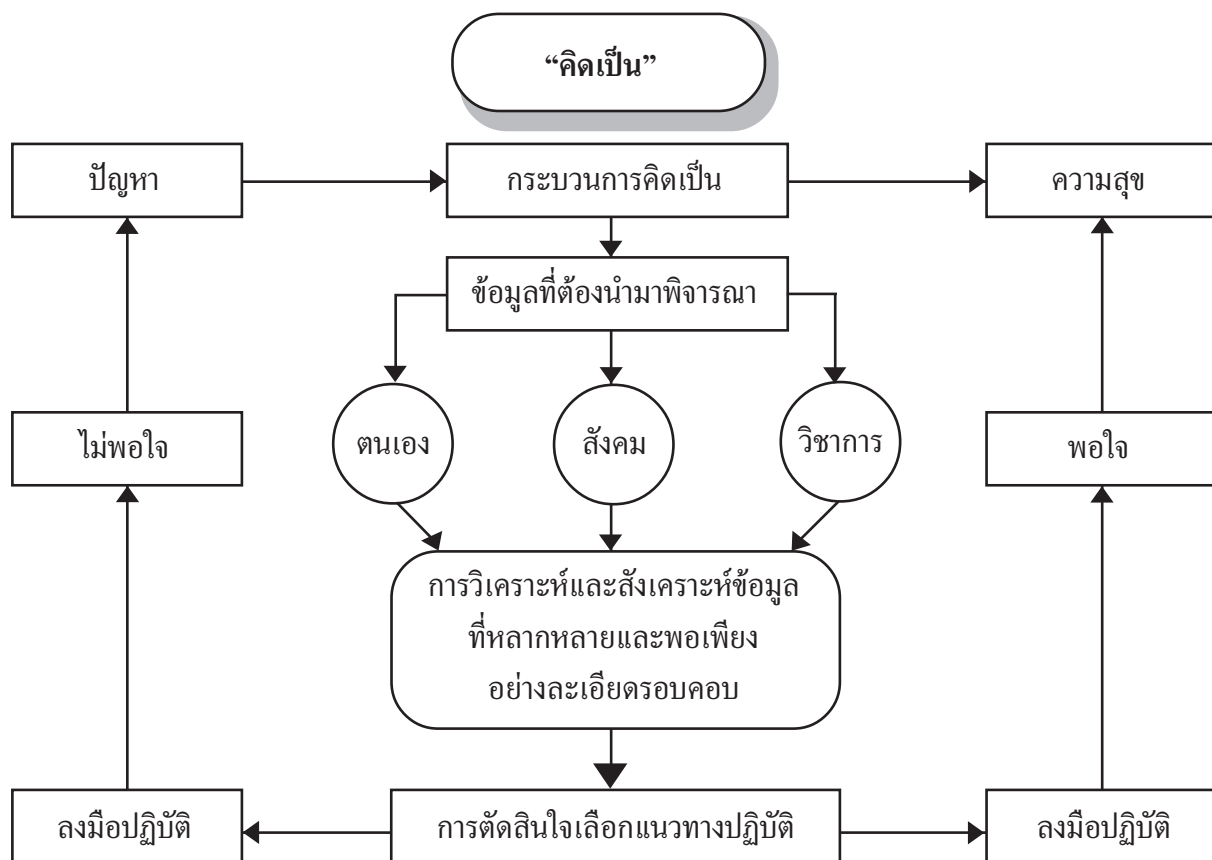 “คิดเป็น”
ปัญหา
กระบวนการคิดเป็น
ความสุข
ข้อมูลที่ต้องนำมาพิจารณา
ตนเอง
สังคม
วิชาการ
ไม่พอใจ
พอใจ
การวิเคราะห์และสังเคราะห์ข้อมูล
ที่หลากหลายและพอเพียง
อย่างละเอียดรอบคอบ
ลงมือปฏิบัติ
การตัดสินใจเลือกแนวทางปฏิบัติ
ลงมือปฏิบัติ